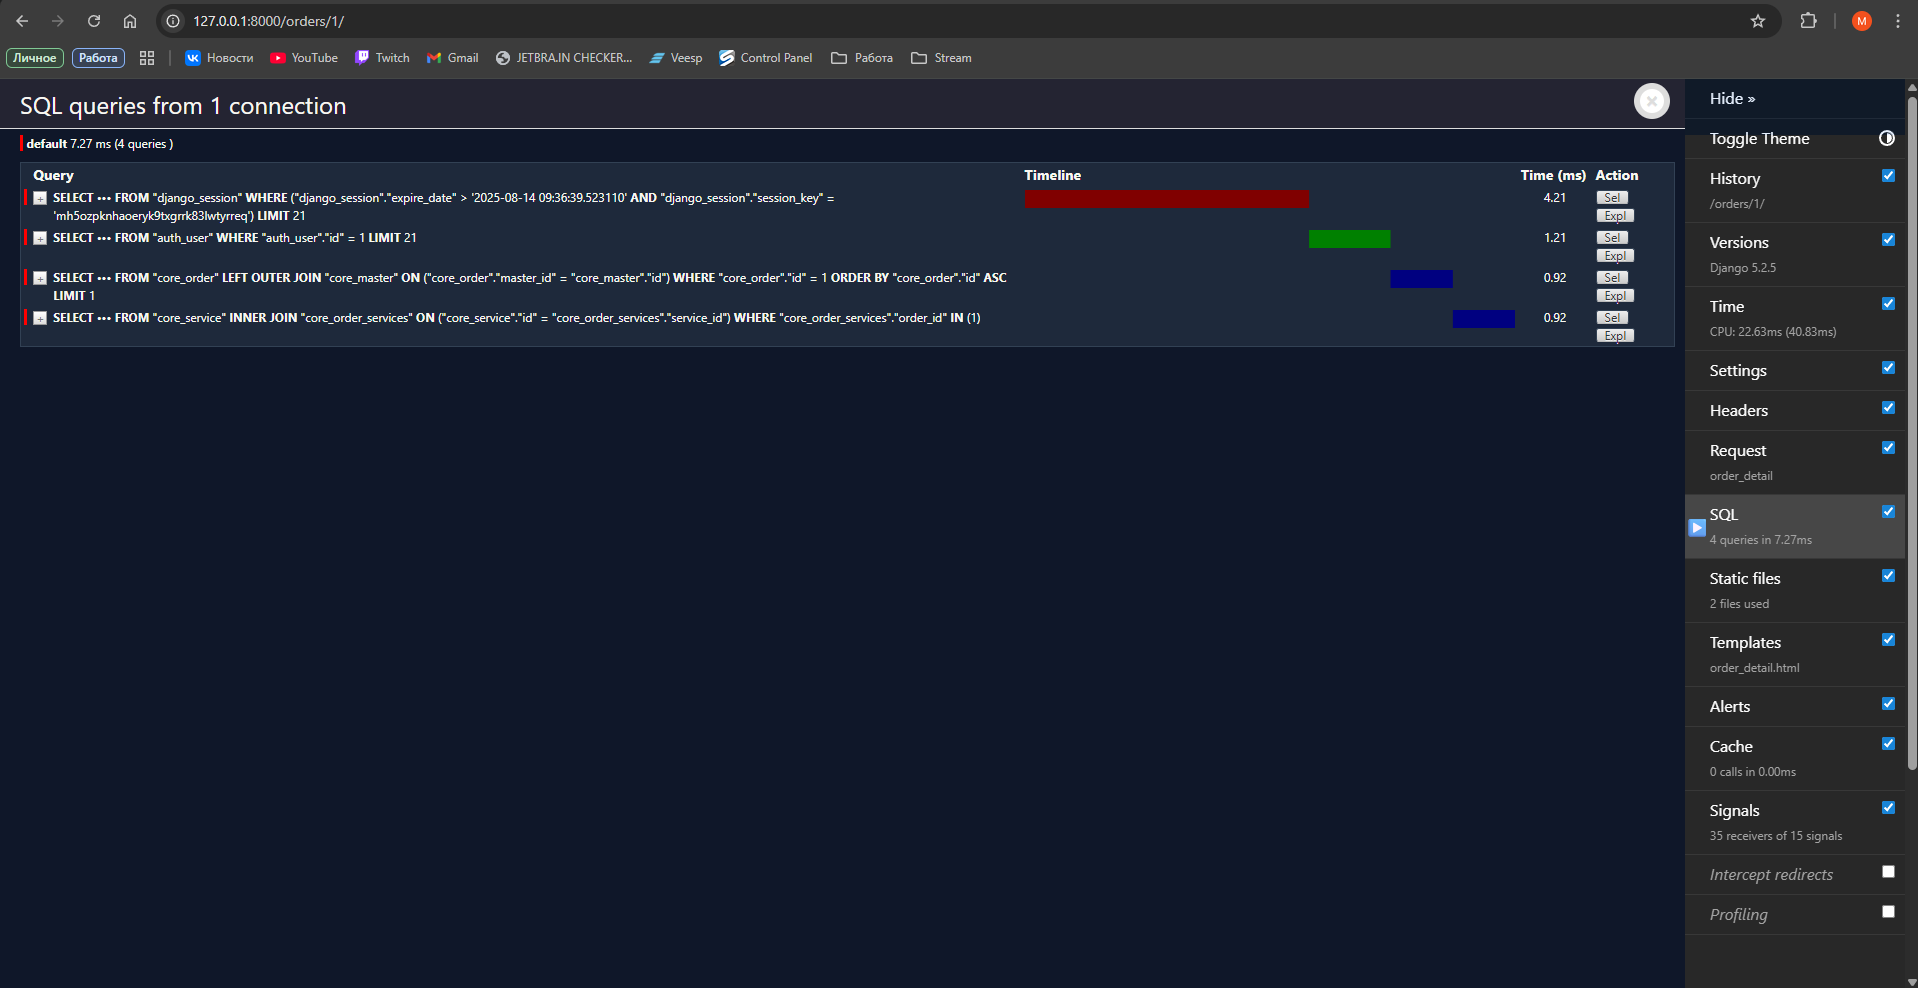 127.0.0.1:8000/orders/1/
M
Личное Работа Новости YouTube Twitch Gmail JETBRA.IN CHECKER... Veesp Control Panel Работа Stream
SQL queries from 1 connection
default 7.27 ms (4 queries )
Query Timeline Time (ms) Action
+ SELECT ••• FROM "django_session" WHERE ("django_session"."expire_date" > '2025-08-14 09:36:39.523110' AND "django_session"."session_key" = 4.21 Sel
'mh5ozpknhaoeryk9txgrrk83lwtyrreq') LIMIT 21 Expl
+ SELECT ••• FROM "auth_user" WHERE "auth_user"."id" = 1 LIMIT 21 1.21 Sel
Expl
+ SELECT ••• FROM "core_order" LEFT OUTER JOIN "core_master" ON ("core_order"."master_id" = "core_master"."id") WHERE "core_order"."id" = 1 ORDER BY "core_order"."id" ASC 0.92 Sel
LIMIT 1 Expl
+ SELECT ••• FROM "core_service" INNER JOIN "core_order_services" ON ("core_service"."id" = "core_order_services"."service_id") WHERE "core_order_services"."order_id" IN (1) 0.92 Sel
Expl
Hide »
Toggle Theme
History
/orders/1/
Versions
Django 5.2.5
Time
CPU: 22.63ms (40.83ms)
Settings
Headers
Request
order_detail
SQL
4 queries in 7.27ms
Static files
2 files used
Templates
order_detail.html
Alerts
Cache
0 calls in 0.00ms
Signals
35 receivers of 15 signals
Intercept redirects
Profiling